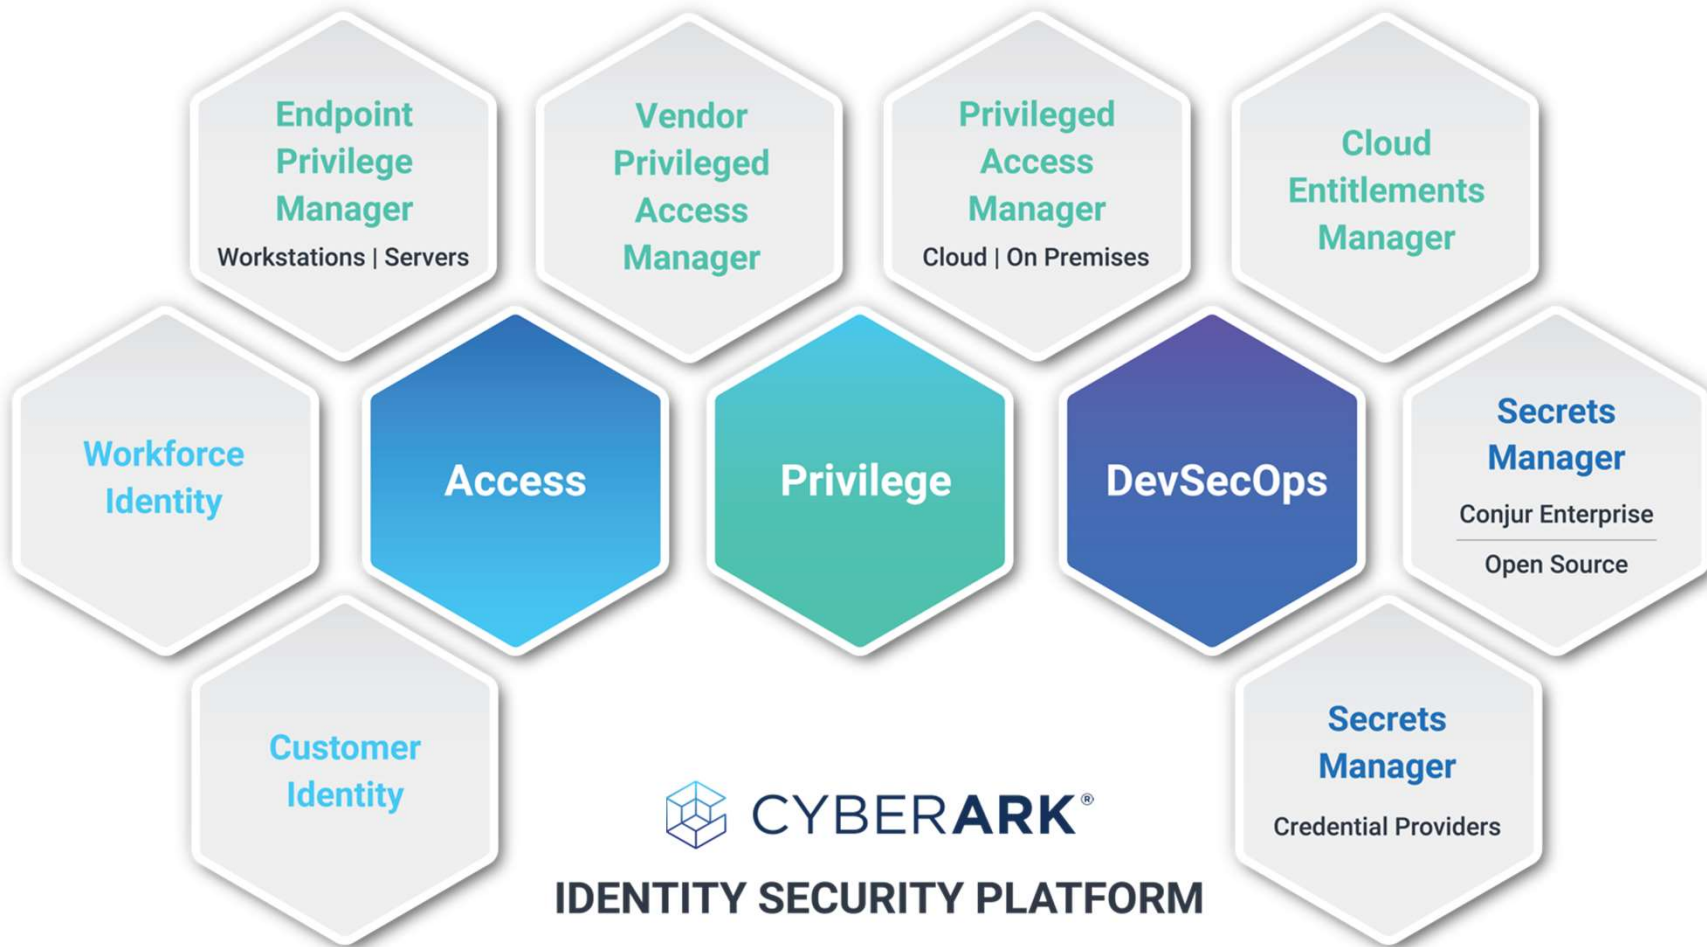 Endpoint
Privilege
Manager
Workstations | Servers
Vendor
Privileged
Access
Manager
Privileged
Access
Manager
Cloud | On Premises
Cloud
Entitlements
Manager
Workforce
Identity
Access
Privilege
DevSecOps
Secrets
Manager
Conjur Enterprise
Open Source
Customer
Identity
CYBERARK®
IDENTITY SECURITY PLATFORM
Secrets
Manager
Credential Providers